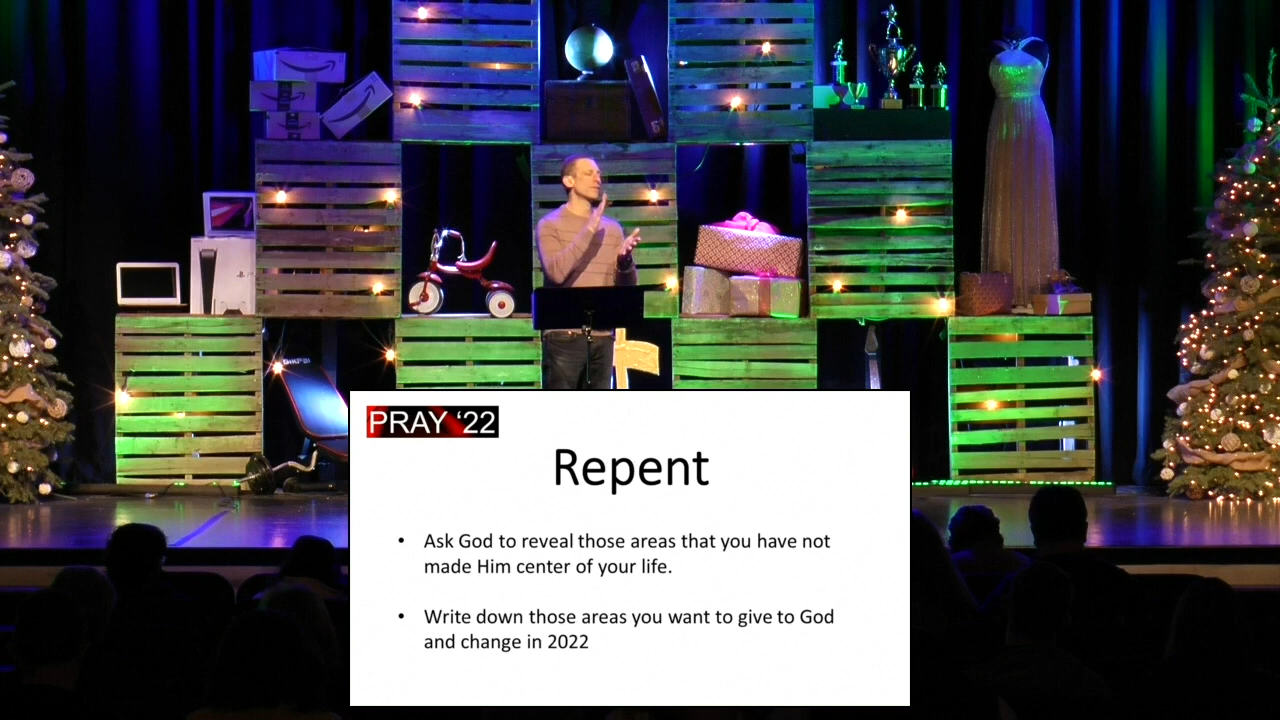 PRAY ‘22
Repent
• Ask God to reveal those areas that you have not
made Him center of your life.
• Write down those areas you want to give to God
and change in 2022